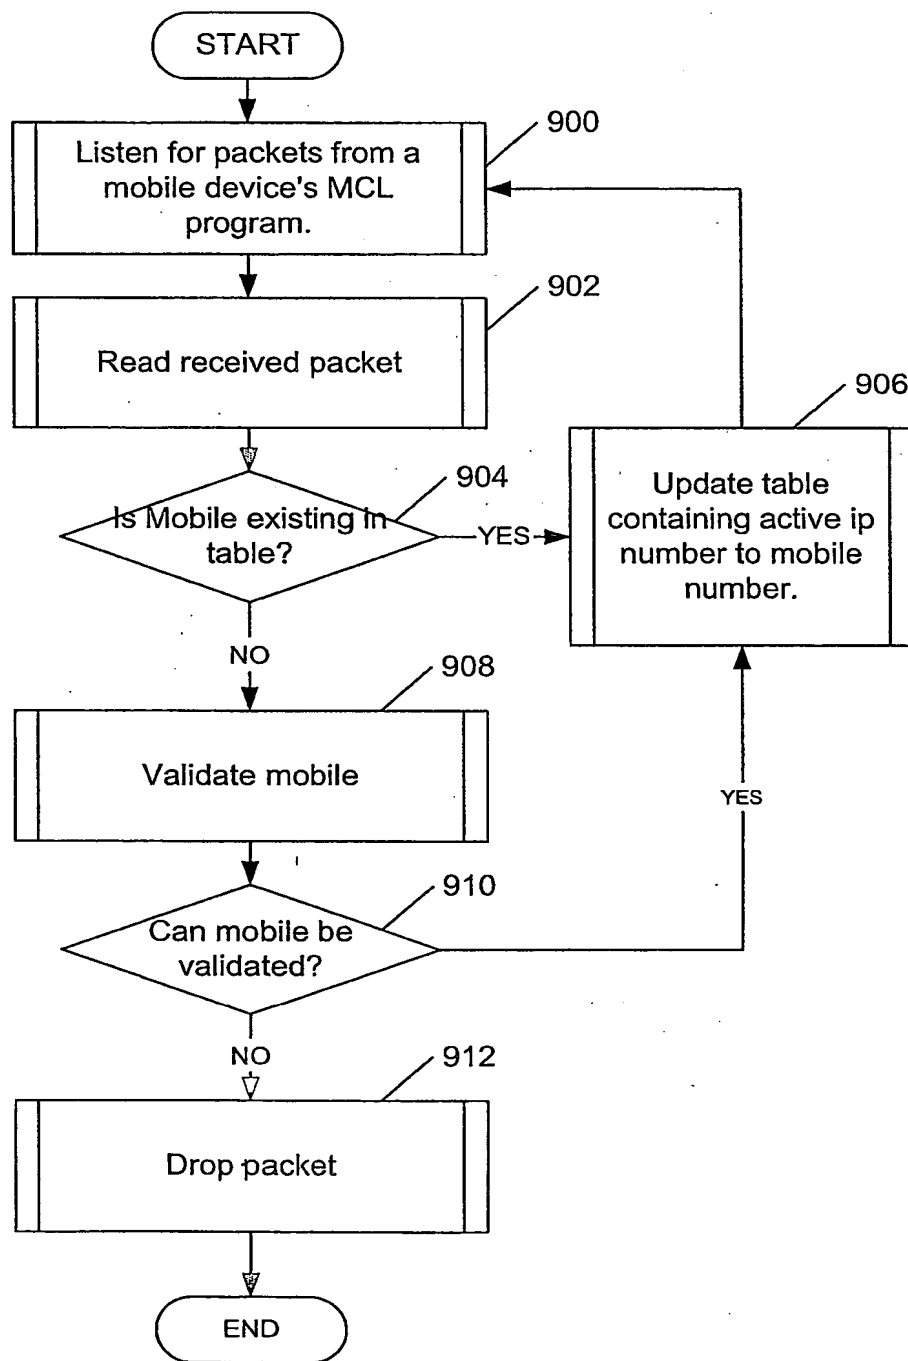 START
900
Listen for packets from a
mobile device's MCL
program.
902
Read received packet
906
904
Is Mobile existing in
table?
YES
Update table
containing active ip
number to mobile
number.
NO
908
Validate mobile
YES
910
Can mobile be
validated?
NO
912
Drop packet
END